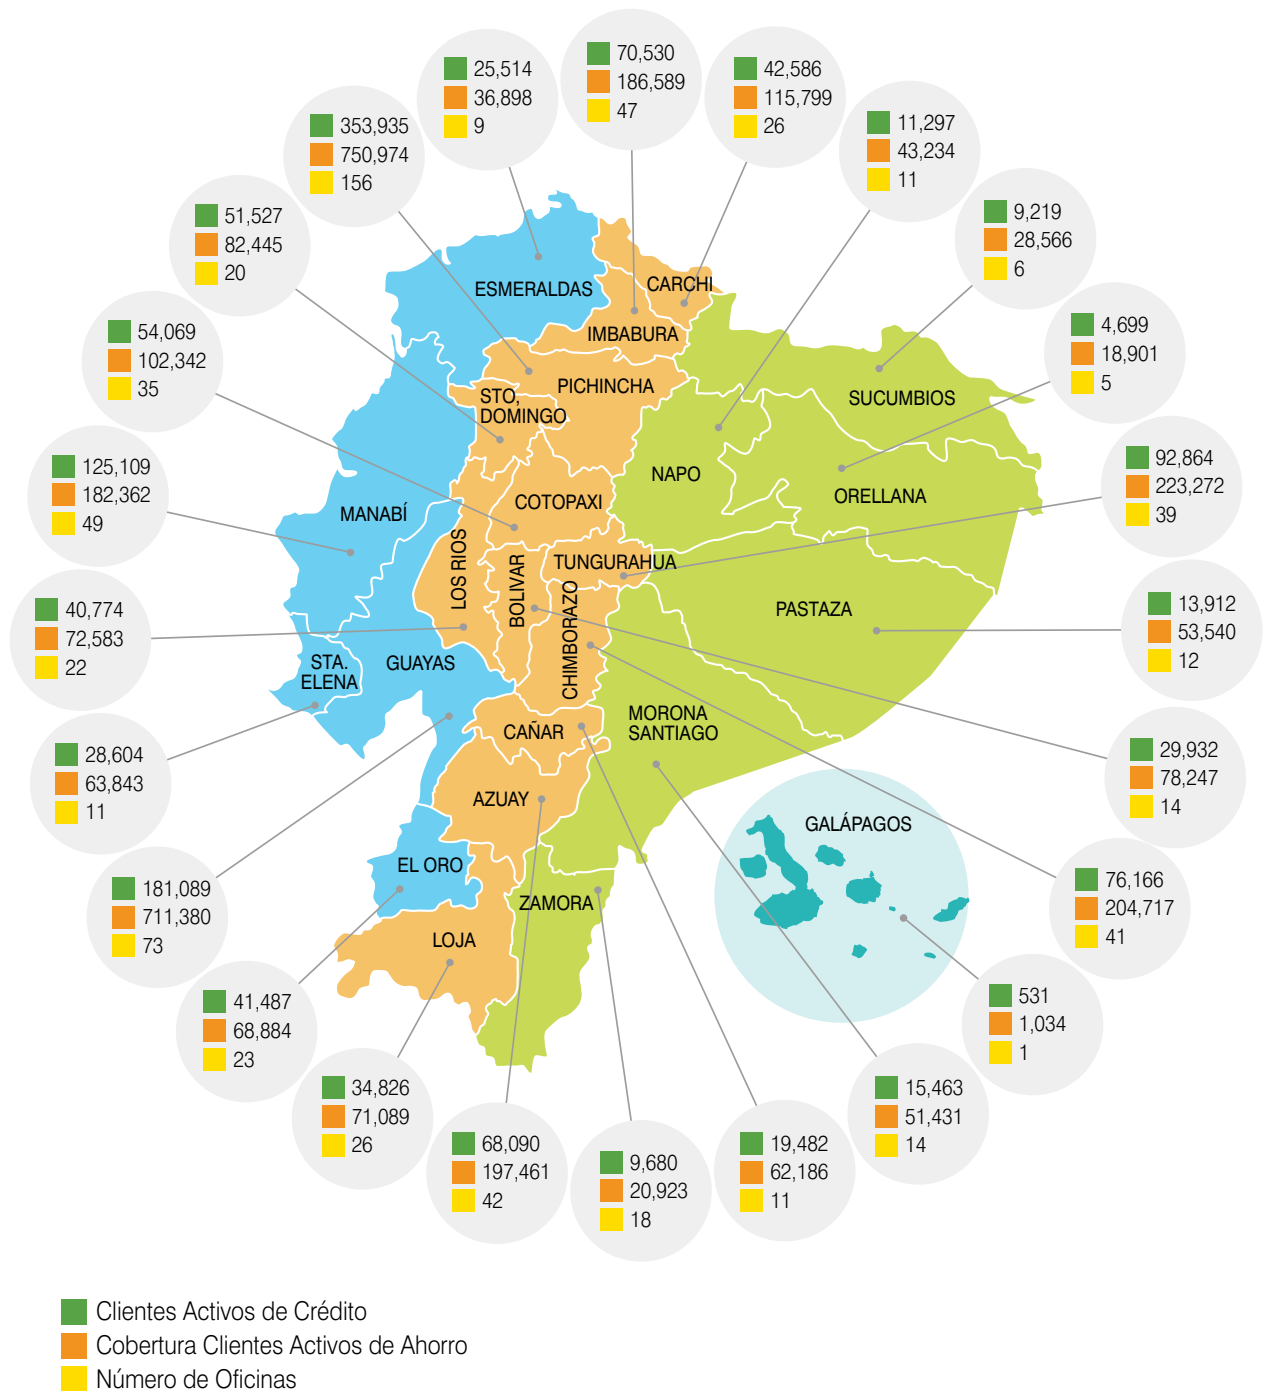 70,530
186,589
47
25,514
36,898
9
42,586
115,799
26
353,935
750,974
156
11,297
43,234
11
51,527
82,445
20
9,219
28,566
6
54,069
102,342
35
4,699
18,901
5
125,109
182,362
49
92,864
223,272
39
40,774
72,583
22
13,912
53,540
12
28,604
63,843
11
29,932
78,247
14
181,089
711,380
73
76,166
204,717
41
41,487
68,884
23
531
1,034
1
34,826
71,089
26
15,463
51,431
14
68,090
197,461
42
9,680
20,923
18
19,482
62,186
11
ESMERALDAS
CARCHI
IMBABURA
PICHINCHA
STO,
DOMINGO
SUCUMBIOS
NAPO
ORELLANA
COTOPAXI
MANABÍ
LOS RIOS
BOLIVAR
TUNGURAHUA
CHIMBORAZO
PASTAZA
STA.
ELENA
GUAYAS
MORONA
SANTIAGO
CAÑAR
AZUAY
GALÁPAGOS
EL ORO
ZAMORA
LOJA
Clientes Activos de Crédito
Cobertura Clientes Activos de Ahorro
Número de Oficinas